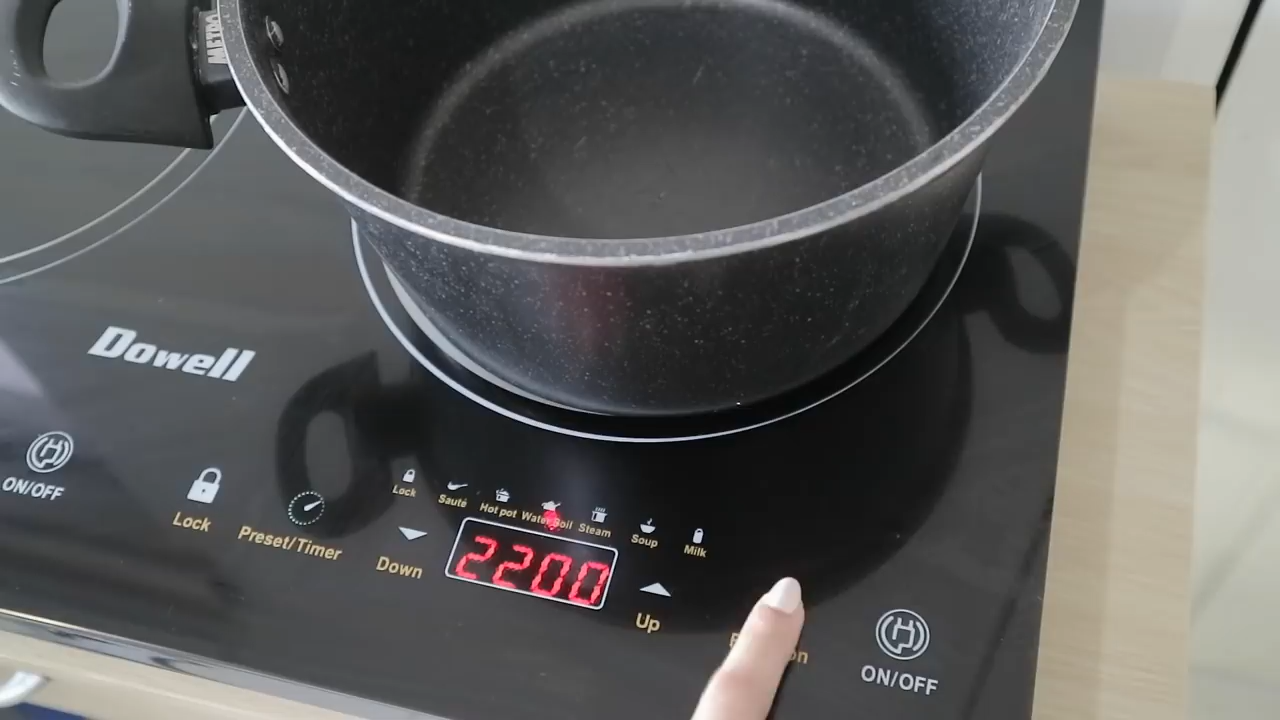 METRO
Dowell
ON/OFF
Lock
Preset/Timer
Down
Lock
Sauté
Hot pot
Water Boil
Steam
Soup
Milk
2200
Up
ON/OFF